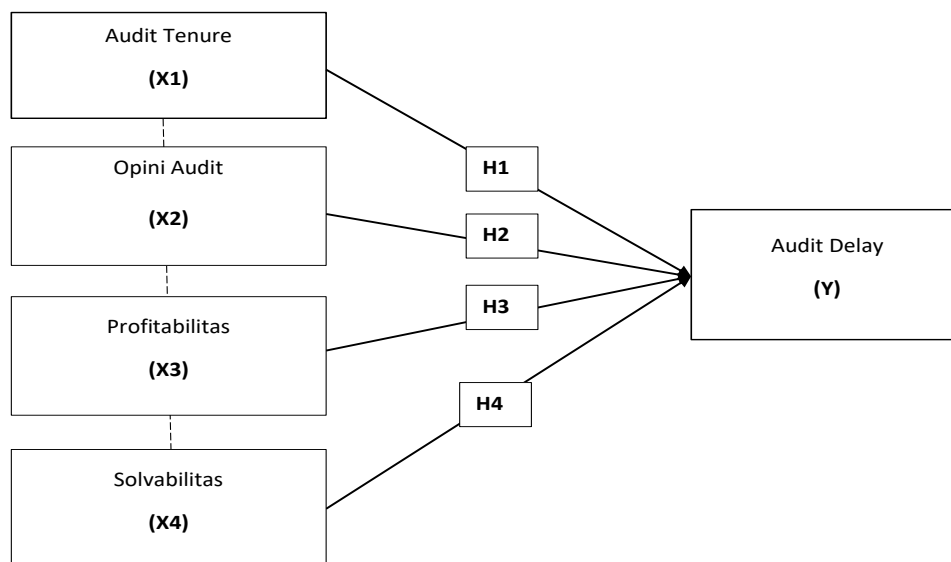 Audit Tenure
(X1)
Opini Audit
(X2)
Profitabilitas
(X3)
Solvabilitas
(X4)
H1
H2
H3
H4
Audit Delay
(Y)